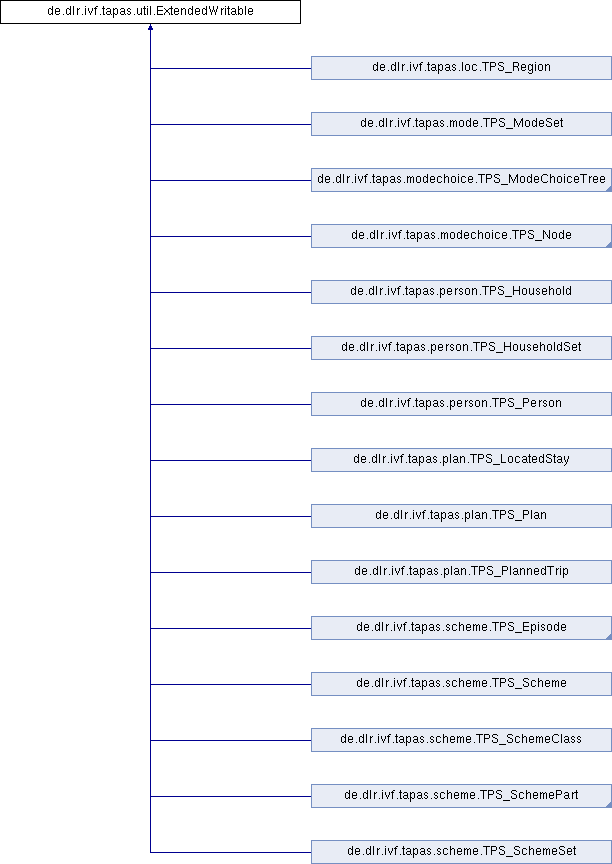 de.dlr.ivf.tapas.util.ExtendedWritable
de.dlr.ivf.tapas.loc.TPS_Region
de.dlr.ivf.tapas.mode.TPS_ModeSet
de.dlr.ivf.tapas.modechoice.TPS_ModeChoiceTree
de.dlr.ivf.tapas.modechoice.TPS_Node
de.dlr.ivf.tapas.person.TPS_Household
de.dlr.ivf.tapas.person.TPS_HouseholdSet
de.dlr.ivf.tapas.person.TPS_Person
de.dlr.ivf.tapas.plan.TPS_LocatedStay
de.dlr.ivf.tapas.plan.TPS_Plan
de.dlr.ivf.tapas.plan.TPS_PlannedTrip
de.dlr.ivf.tapas.scheme.TPS_Episode
de.dlr.ivf.tapas.scheme.TPS_Scheme
de.dlr.ivf.tapas.scheme.TPS_SchemeClass
de.dlr.ivf.tapas.scheme.TPS_SchemePart
de.dlr.ivf.tapas.scheme.TPS_SchemeSet